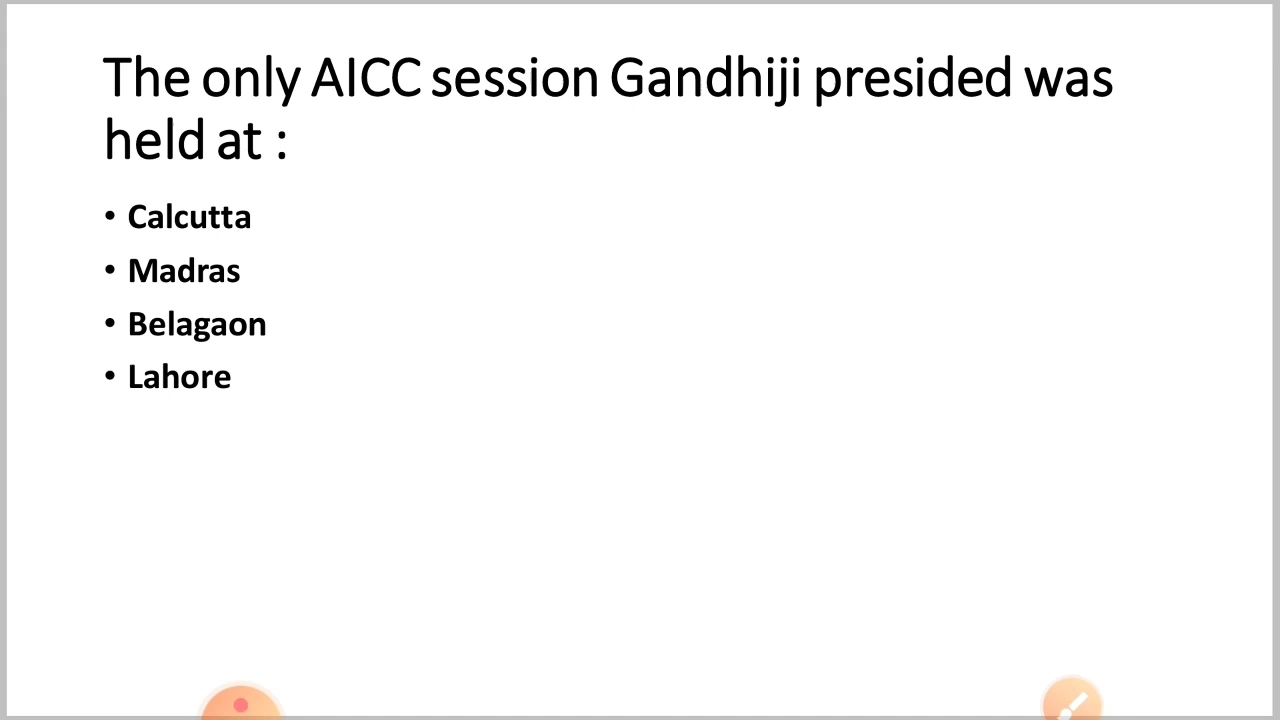 The only AICC session Gandhiji presided was
held at :
• Calcutta
• Madras
• Belagaon
• Lahore